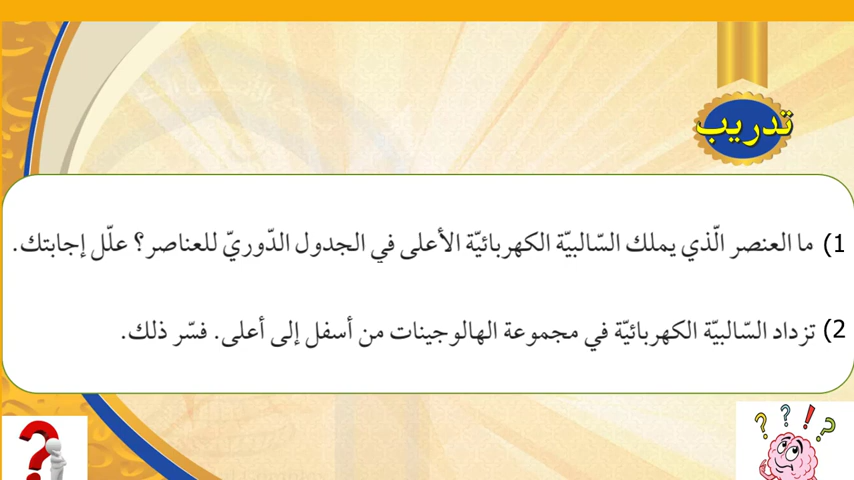 تدريب
1) ما العنصر الّذي يملك السّالبيّة الكهربائيّة الأعلى في الجدول الدّوريّ للعناصر؟ علّل إجابتك.
2) تزداد السّالبيّة الكهربائيّة في مجموعة الهالوجينات من أسفل إلى أعلى. فسّر ذلك.